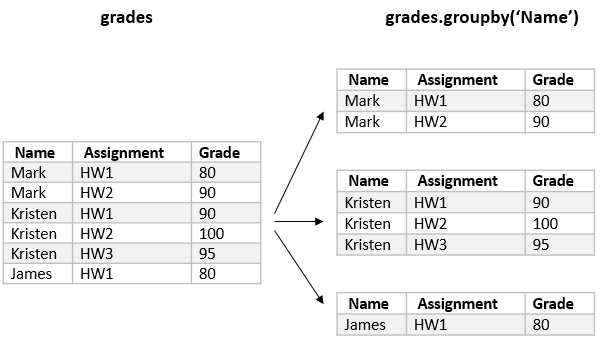 grades
Name Assignment Grade
Mark HW1 80
Mark HW2 90
Kristen HW1 90
Kristen HW2 100
Kristen HW3 95
James HW1 80
grades.groupby(‘Name’)
Name Assignment Grade
Mark HW1 80
Mark HW2 90
Name Assignment Grade
Kristen HW1 90
Kristen HW2 100
Kristen HW3 95
Name Assignment Grade
James HW1 80